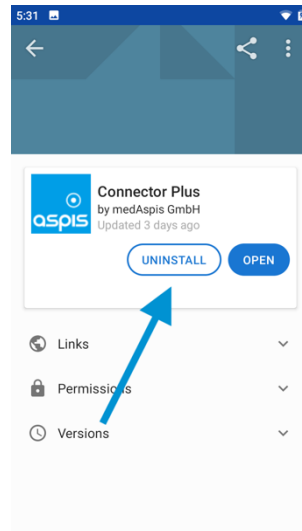 5:31
Connector Plus
by medAspis GmbH
aspis
Updated 3 days ago
UNINSTALL
OPEN
Links
Permissions
Versions